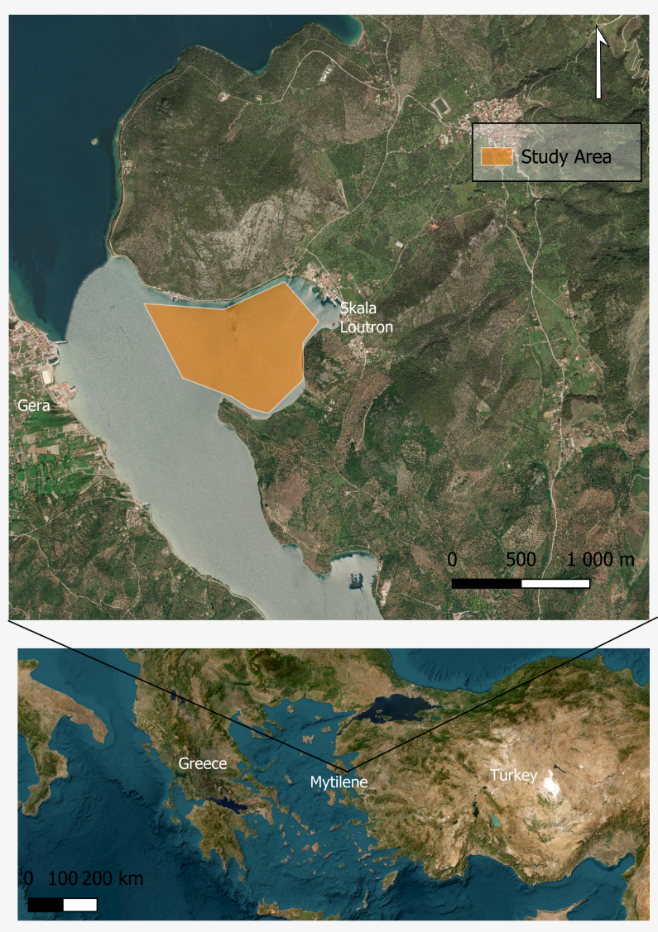 Study Area
Skala
Loutron
Gera
0 500 1 000 m
Greece
Mytilene
Turkey
0 100 200 km